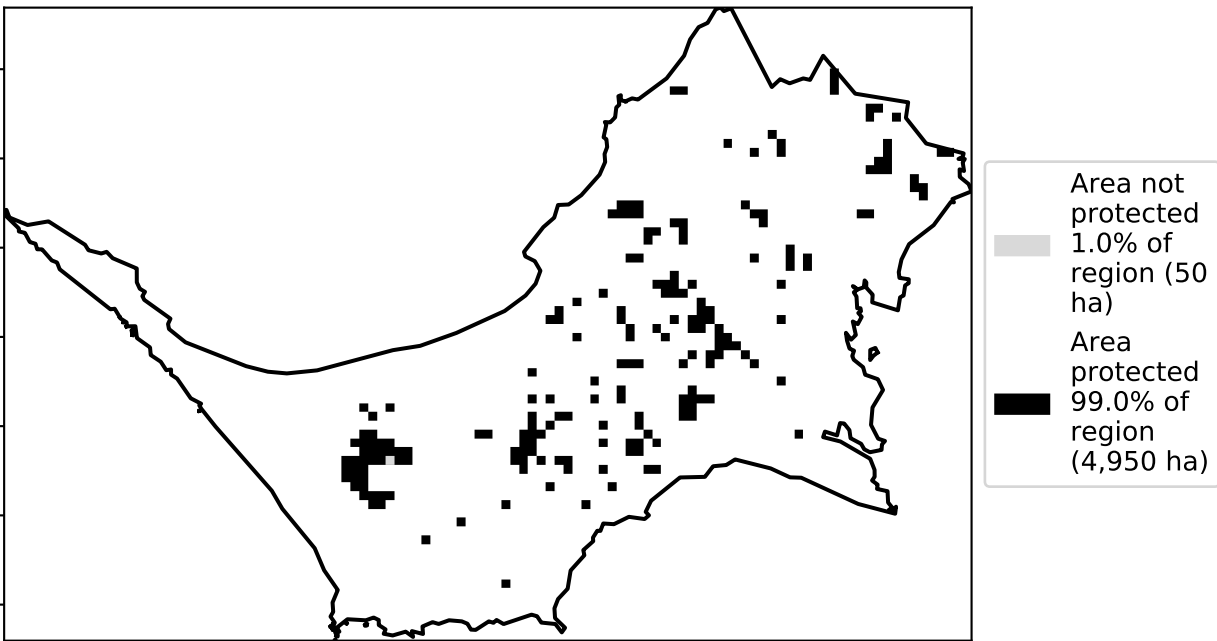 Area not
protected
1.0% of
region (50
ha)
Area
protected
99.0% of
region
(4,950 ha)